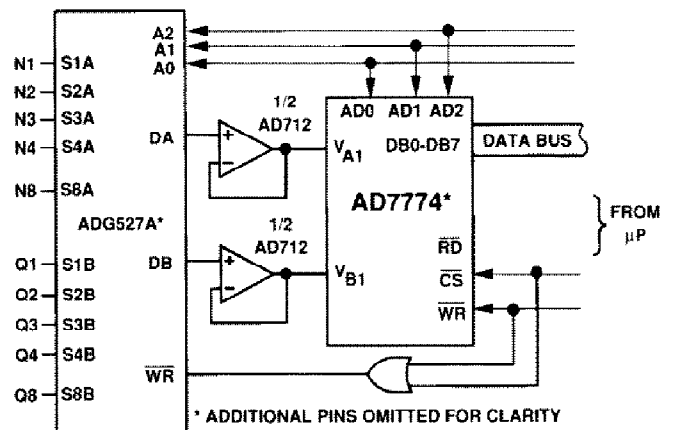 A2
A1
A0
N1 S1A
N2 S2A
N3 S3A
N4 S4A
N8 S8A
ADG527A*
Q1 S1B
Q2 S2B
Q3 S3B
Q4 S4B
Q8 S8B
DA
DB
WR
1/2
AD712
+
−
1/2
AD712
+
−
AD0 AD1 AD2
VA1
DB0-DB7
DATA BUS
AD7774*
RD
VB1
CS
WR
FROM
μP
* ADDITIONAL PINS OMITTED FOR CLARITY